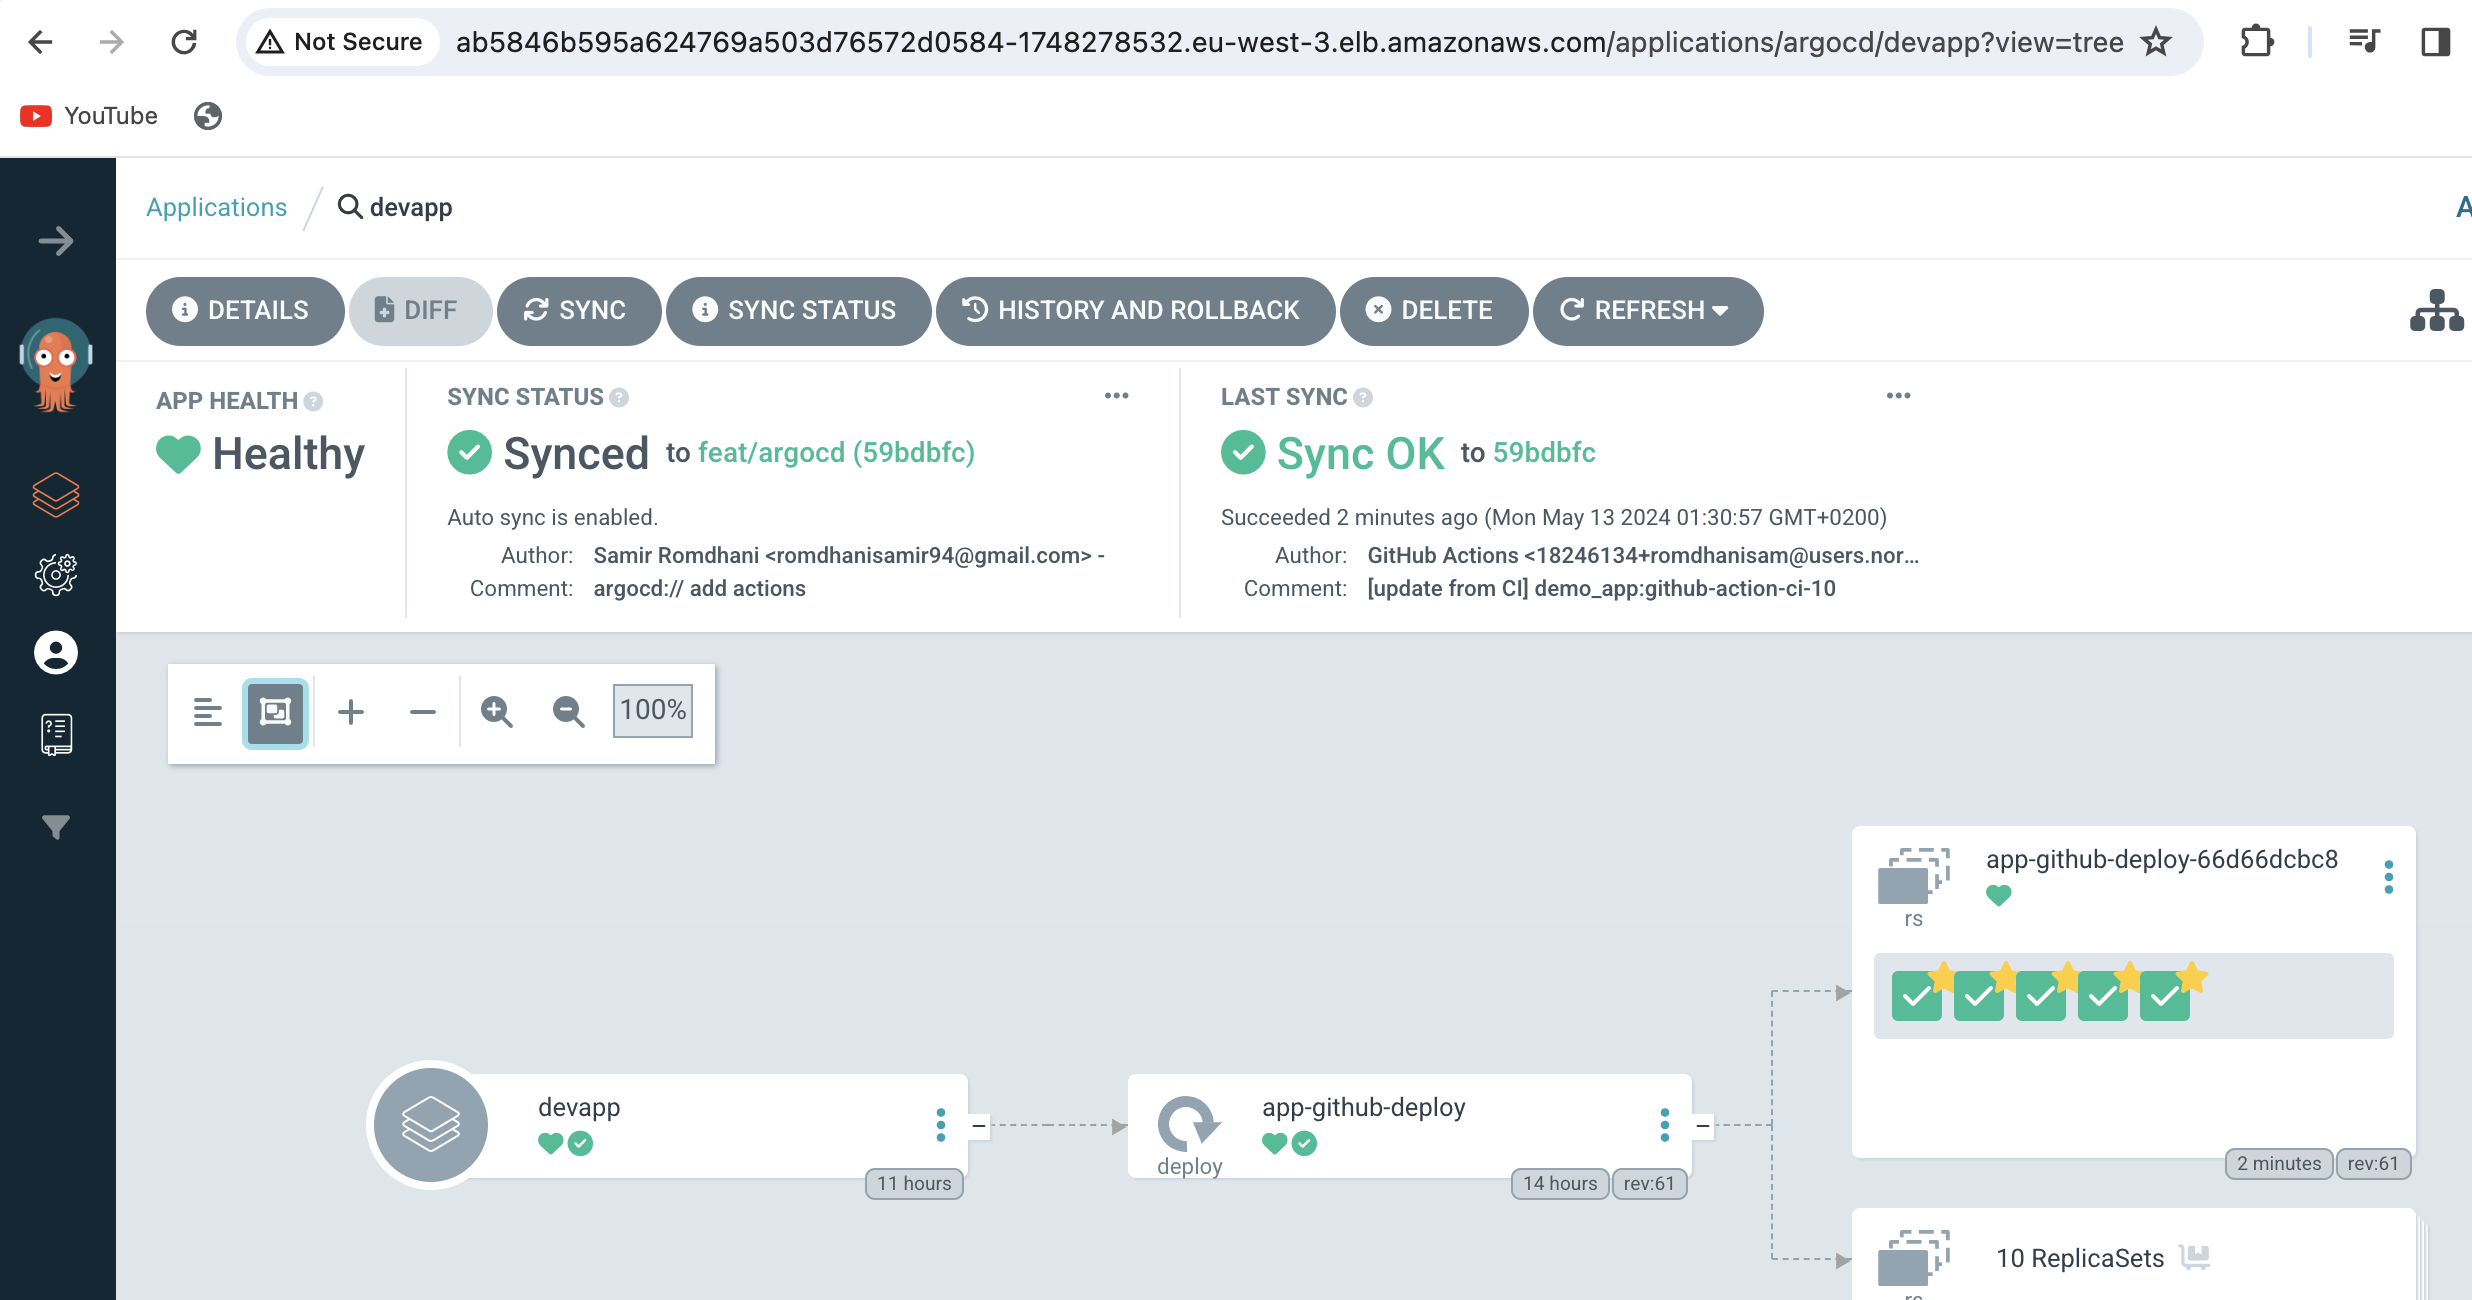 Not Secure ab5846b595a624769a503d76572d0584-1748278532.eu-west-3.elb.amazonaws.com/applications/argocd/devapp?view=tree
YouTube
Applications / devapp
A
DETAILS DIFF SYNC SYNC STATUS HISTORY AND ROLLBACK DELETE REFRESH
APP HEALTH ?
Healthy
SYNC STATUS ?
Synced to feat/argocd (59bdbfc)
Auto sync is enabled.
Author: Samir Romdhani <romdhanisamir94@gmail.com> -
Comment: argocd:// add actions
LAST SYNC ?
Sync OK to 59bdbfc
Succeeded 2 minutes ago (Mon May 13 2024 01:30:57 GMT+0200)
Author: GitHub Actions <18246134+romdhanisam@users.nor...
Comment: [update from CI] demo_app:github-action-ci-10
100%
devapp
11 hours
app-github-deploy
deploy
14 hours rev:61
app-github-deploy-66d66dcbc8
rs
2 minutes rev:61
10 ReplicaSets
rs